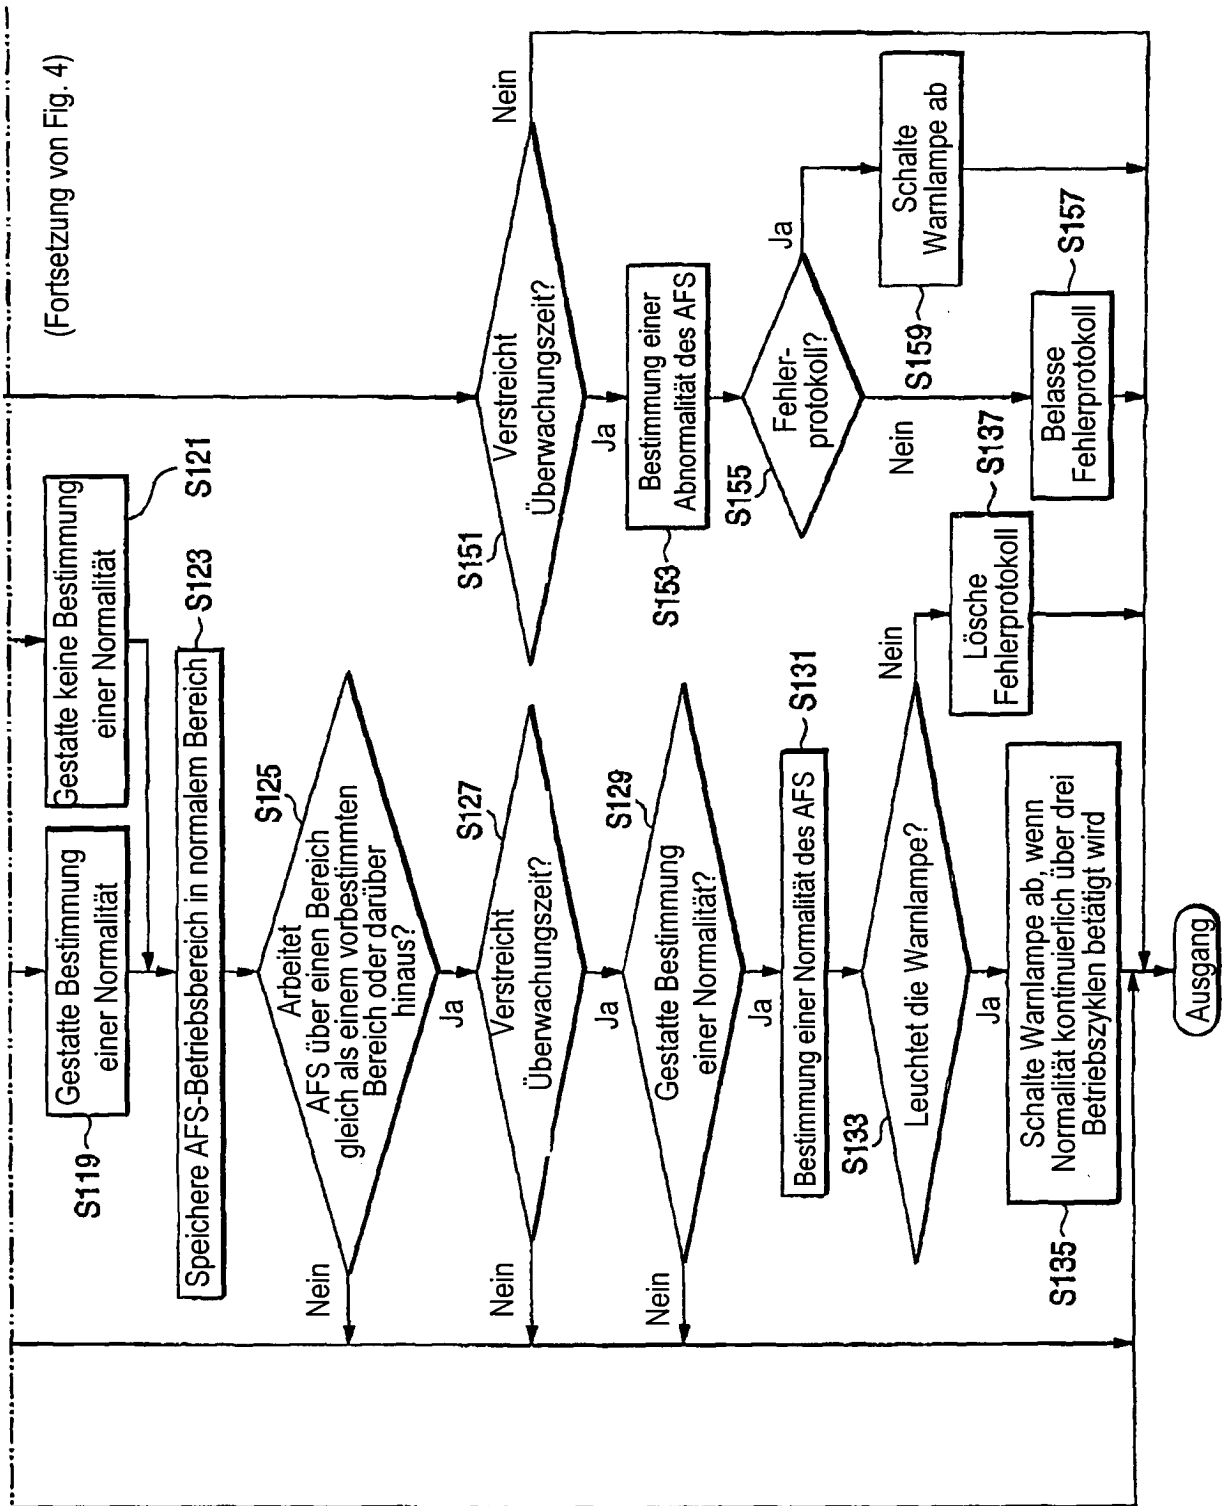 (Fortsetzung von Fig. 4)
Gestatte Bestimmung
einer Normalität
S119
Gestatte keine Bestimmung
einer Normalität
S121
Speichere AFS-Betriebsbereich in normalem Bereich
S123
Arbeitet
AFS über einen Bereich
gleich als einem vorbestimmten
Bereich oder darüber
hinaus?
S125
Nein
Ja
Verstreicht
Überwachungszeit?
S127
Nein
Ja
Gestatte Bestimmung
einer Normalität?
S129
Nein
Ja
Bestimmung einer Normalität des AFS
S131
Leuchtet die Warnlampe?
S133
Nein
Ja
Lösche
Fehlerprotokoll
S137
Schalte Warnlampe ab, wenn
Normalität kontinuierlich über drei
Betriebszyklen betätigt wird
S135
Verstreicht
Überwachungszeit?
S151
Nein
Ja
Bestimmung einer
Abnormalität des AFS
S153
Fehler-
protokoll?
S155
Ja
Nein
Schalte
Warnlampe ab
S159
Belasse
Fehlerprotokoll
S157
Ausgang